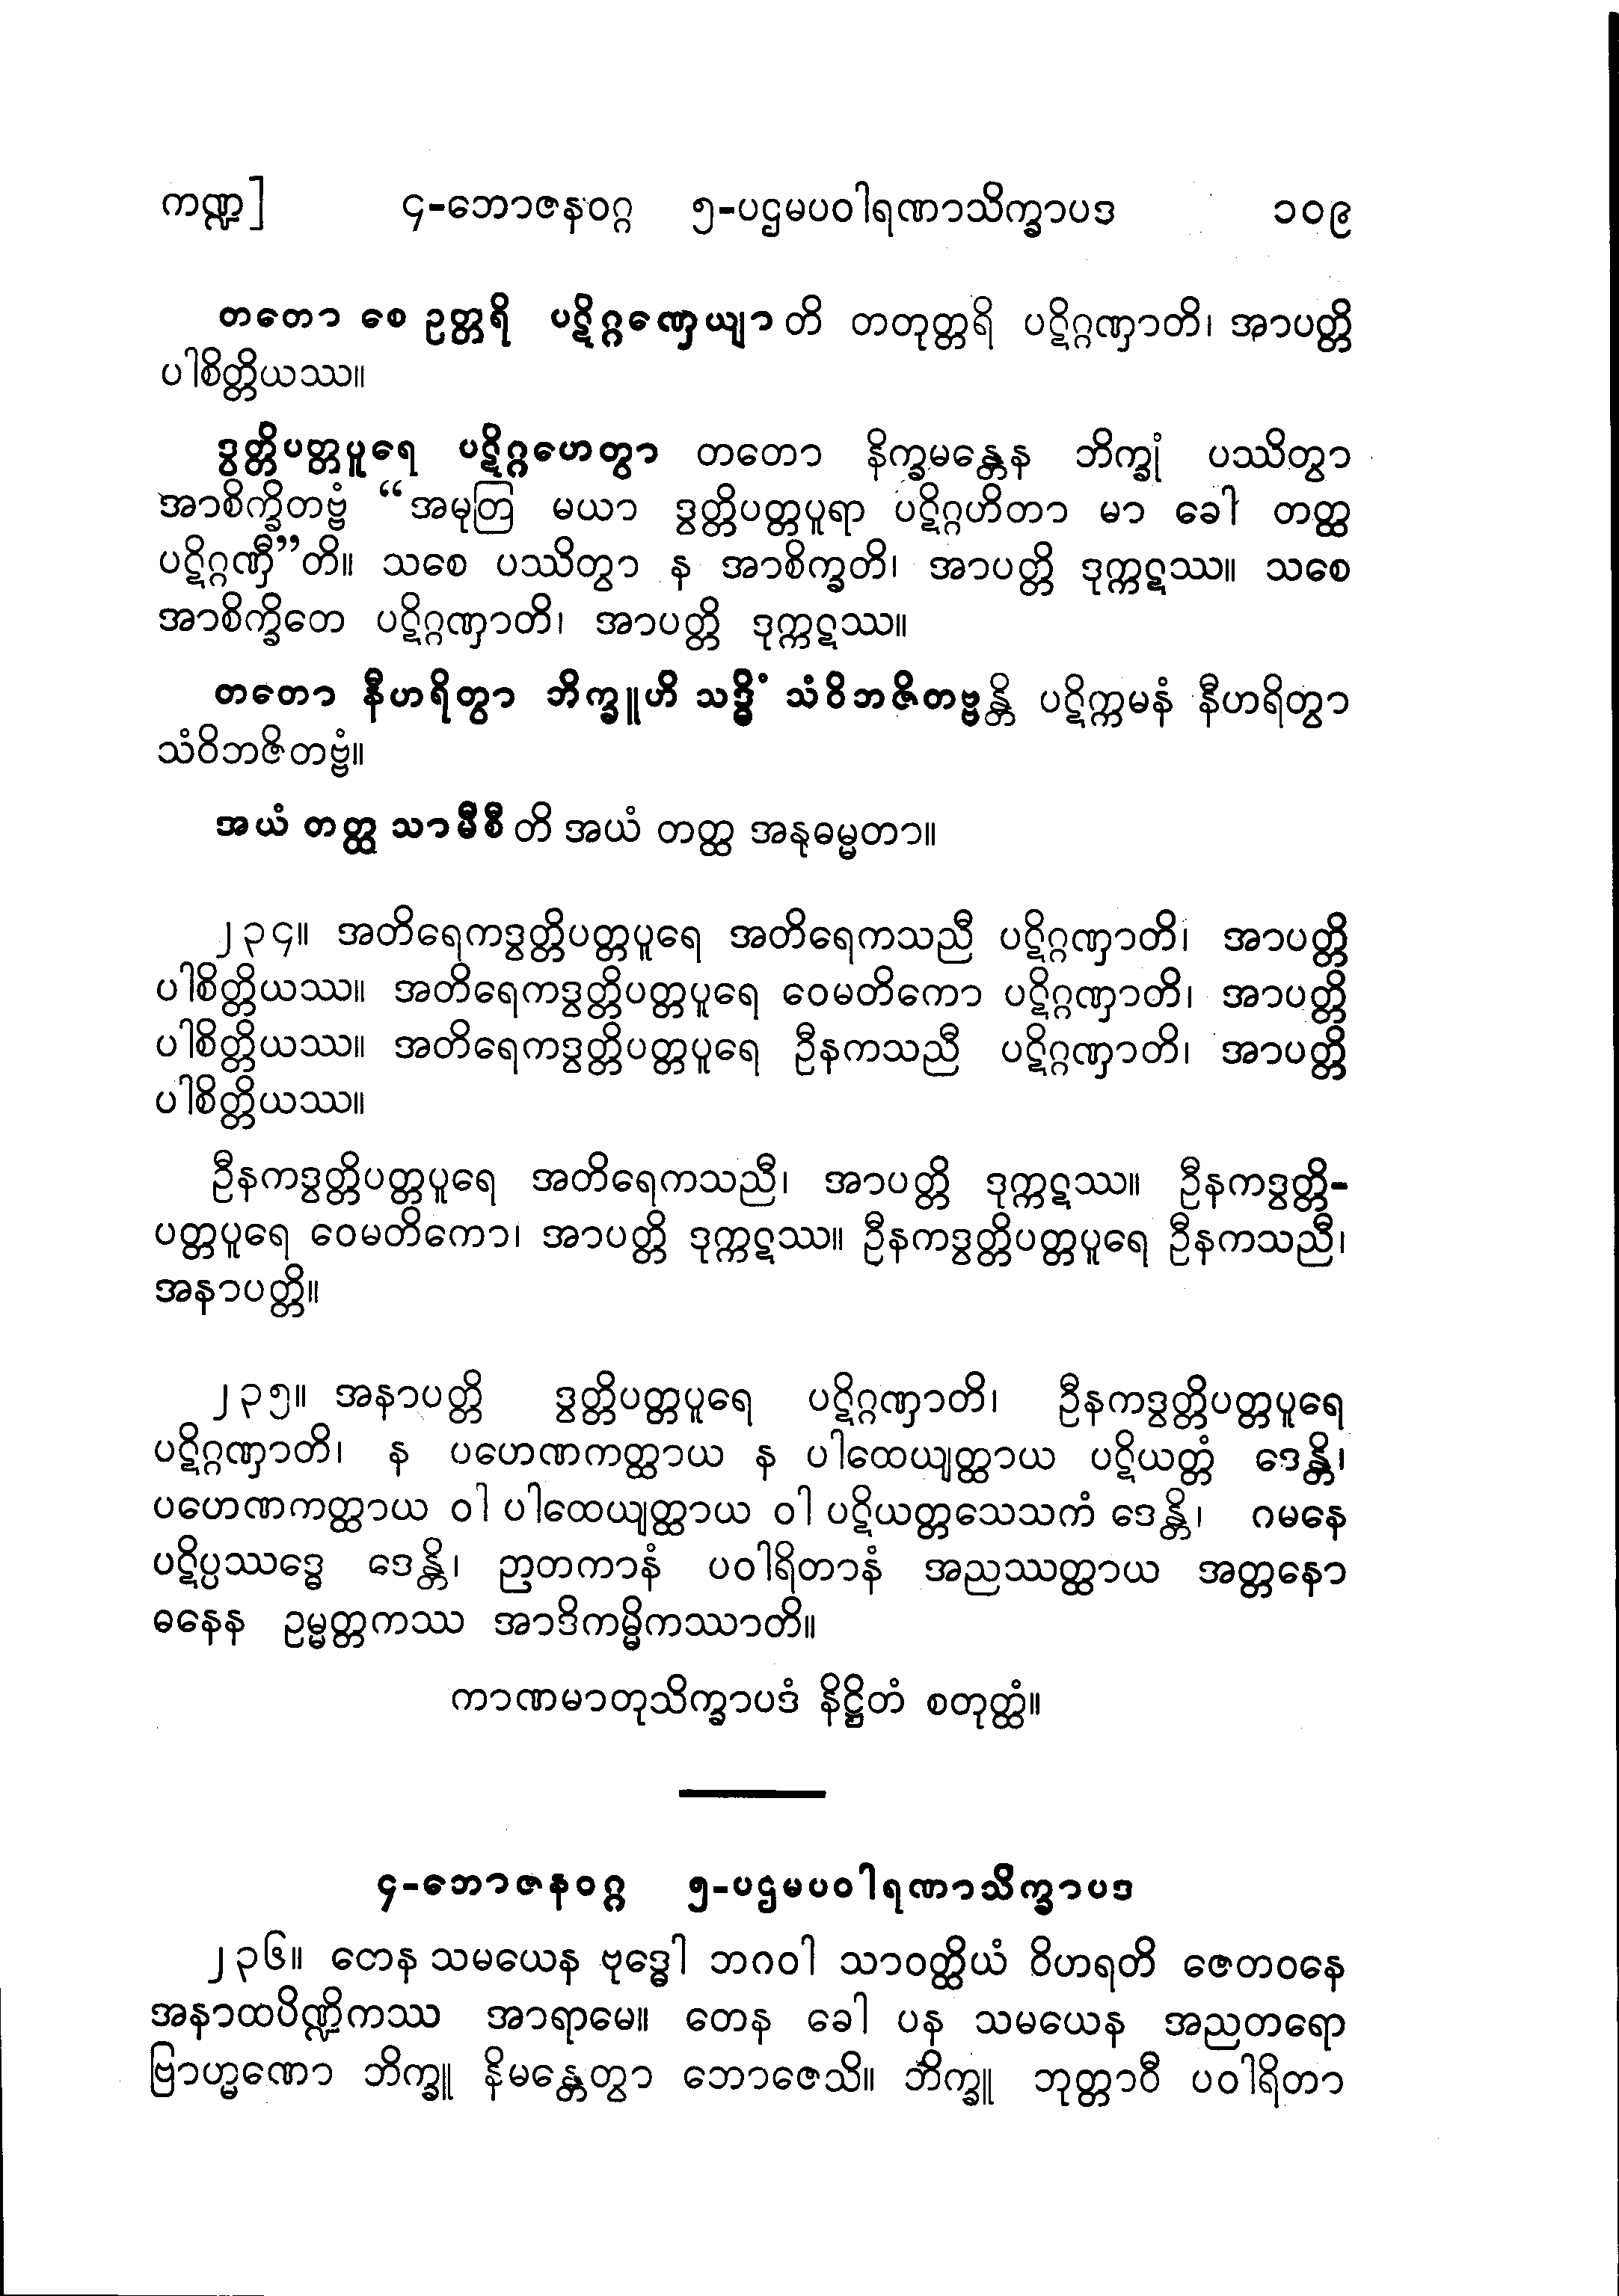 ကဏ္ဍ] ၄-ဘောဇနဝဂ္ဂ ၅-ပဌမပဝါရဏာသိက္ခာပဒ ၁၀၉
တတော စေ ဥတ္တရိ ပဋိဂ္ဂဏှေယျာတိ တတုတ္တရိ ပဋိဂ္ဂဏှာတိ၊ အာပတ္တိ
ပါစိတ္တိယဿ။
ဒွတ္တိပတ္တပူရေ ပဋိဂ္ဂဟေတွာ တတော နိက္ခမန္တေန ဘိက္ခုံ ပဿိတွာ
အာစိက္ခိတဗ္ဗံ “အမုတြ မယာ ဒွတ္တိပတ္တပူရာ ပဋိဂ္ဂဟိတာ မာ ခေါ တတ္ထ
ပဋိဂ္ဂဏှီ”တိ။ သစေ ပဿိတွာ န အာစိက္ခတိ၊ အာပတ္တိ ဒုက္ကဋဿ။ သစေ
အာစိက္ခိတေ ပဋိဂ္ဂဏှာတိ၊ အာပတ္တိ ဒုက္ကဋဿ။
တတော နီဟရိတွာ ဘိက္ခူဟိ သဒ္ဓိံ သံဝိဘဇိတဗ္ဗန္တိ ပဋိက္ကမနံ နီဟရိတွာ
သံဝိဘဇိတဗ္ဗံ။
အယံ တတ္ထ သာမီစီတိ အယံ တတ္ထ အနုဓမ္မတာ။
၂၃၄။ အတိရေကဒွတ္တိပတ္တပူရေ အတိရေကသညီ ပဋိဂ္ဂဏှာတိ၊ အာပတ္တိ
ပါစိတ္တိယဿ။ အတိရေကဒွတ္တိပတ္တပူရေ ဝေမတိကော ပဋိဂ္ဂဏှာတိ၊ အာပတ္တိ
ပါစိတ္တိယဿ။ အတိရေကဒွတ္တိပတ္တပူရေ ဦနကသညီ ပဋိဂ္ဂဏှာတိ၊ အာပတ္တိ
ပါစိတ္တိယဿ။
ဦနကဒွတ္တိပတ္တပူရေ အတိရေကသညီ၊ အာပတ္တိ ဒုက္ကဋဿ။ ဦနကဒွတ္တိ-
ပတ္တပူရေ ဝေမတိကော၊ အာပတ္တိ ဒုက္ကဋဿ။ ဦနကဒွတ္တိပတ္တပူရေ ဦနကသညီ၊
အနာပတ္တိ။
၂၃၅။ အနာပတ္တိ ဒွတ္တိပတ္တပူရေ ပဋိဂ္ဂဏှာတိ၊ ဦနကဒွတ္တိပတ္တပူရေ
ပဋိဂ္ဂဏှာတိ၊ န ပဟေဏကတ္ထာယ န ပါထေယျတ္ထာယ ပဋိယတ္တံ ဒေန္တိ၊
ပဟေဏကတ္ထာယ ဝါ ပါထေယျတ္ထာယ ဝါ ပဋိယတ္တသေသကံ ဒေန္တိ၊ ဂမနေ
ပဋိပ္ပဿဒ္ဓေ ဒေန္တိ၊ ဉာတကာနံ ပဝါရိတာနံ အညဿတ္ထာယ အတ္တနော
ဓနေန ဥမ္မတ္တကဿ အာဒိကမ္မိကဿာတိ။
ကာဏမာတုသိက္ခာပဒံ နိဋ္ဌိတံ စတုတ္ထံ။
၄-ဘောဇနဝဂ္ဂ ၅-ပဌမပဝါရဏာသိက္ခာပဒ
၂၃၆။ တေန သမယေန ဗုဒ္ဓေါ ဘဂဝါ သာဝတ္ထိယံ ဝိဟရတိ ဇေတဝနေ
အနာထပိဏ္ဍိကဿ အာရာမေ။ တေန ခေါ ပန သမယေန အညတရော
ဗြာဟ္မဏော ဘိက္ခူ နိမန္တေတွာ ဘောဇေသိ။ ဘိက္ခူ ဘုတ္တာဝီ ပဝါရိတာ